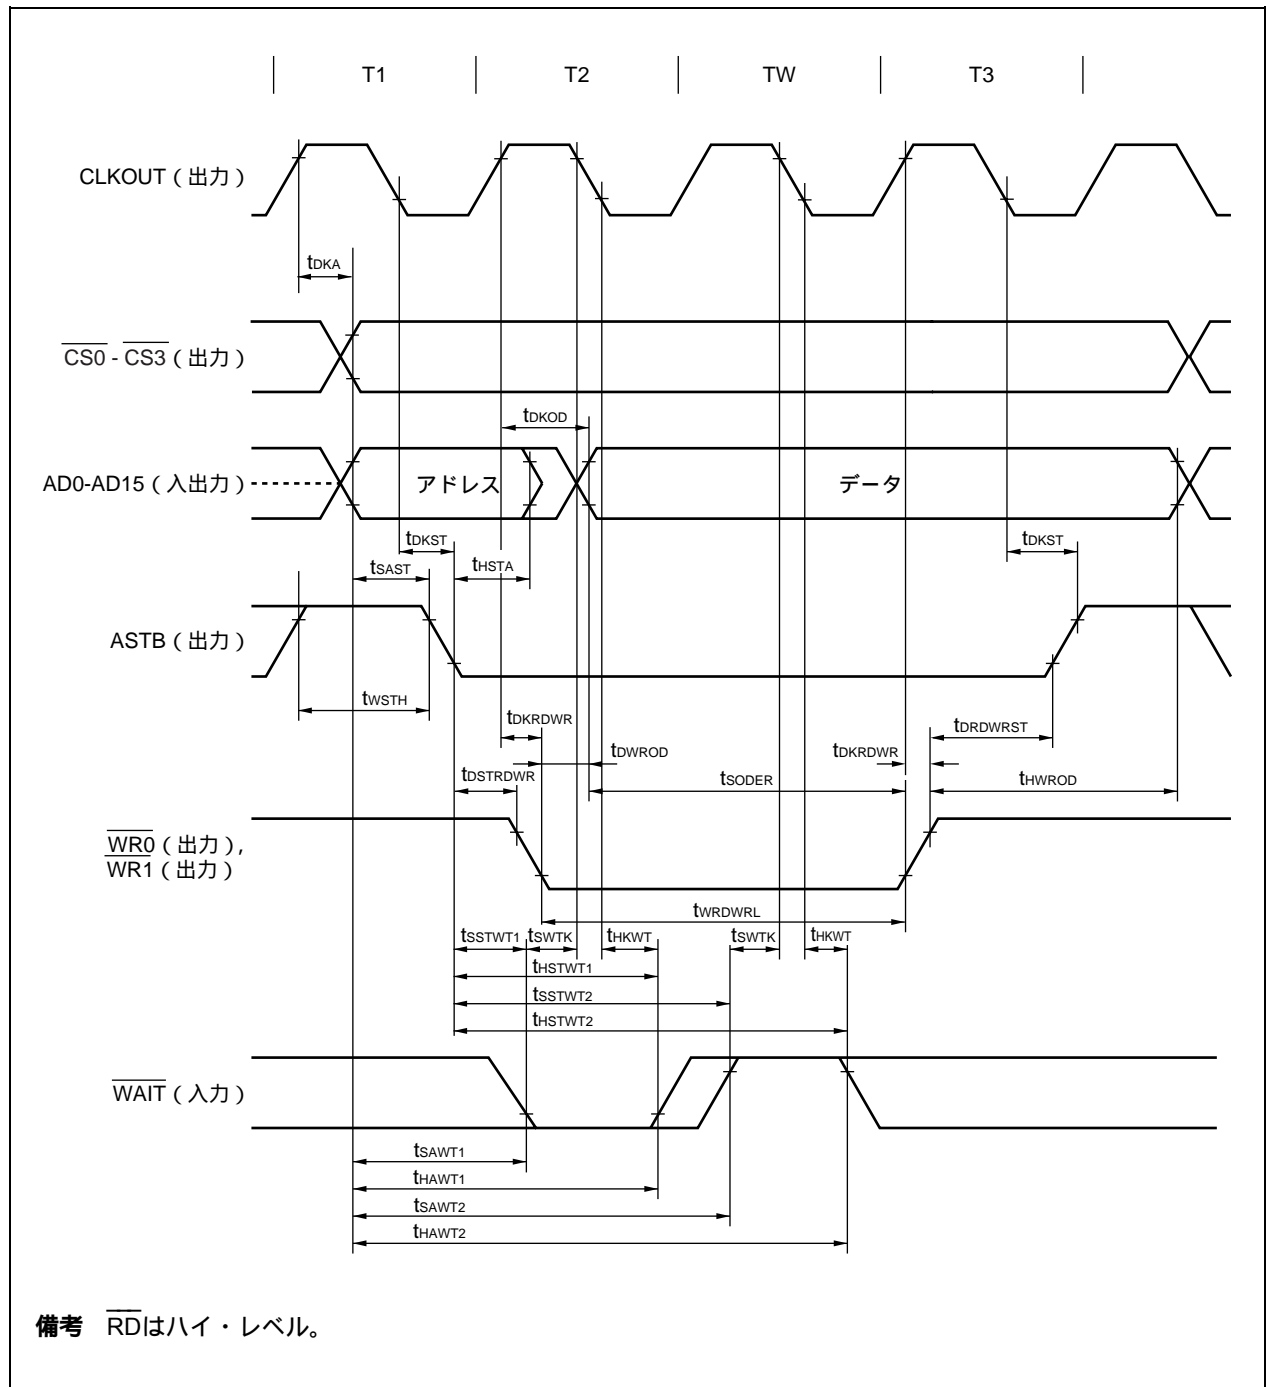 T1 T2 TW T3
CLKOUT（出力）
tDKA
CS0 - CS3（出力）
tDKOD
AD0-AD15（入出力） アドレス データ
tDKST tDKST
tSAST tHSTA
ASTB（出力）
tWSTH
tDKRDWR tDRDWRST
tDWROD tDKRDWR
tDSTRDWR tSODER tHWROD
WR0（出力）,
WR1（出力）
tWRDWRL
tSSTWT1 tSWTK tHKWT tSWTK tHKWT
tHSTWT1
tSSTWT2
tHSTWT2
WAIT（入力）
tSAWT1
tHAWT1
tSAWT2
tHAWT2
備考 RDはハイ・レベル。